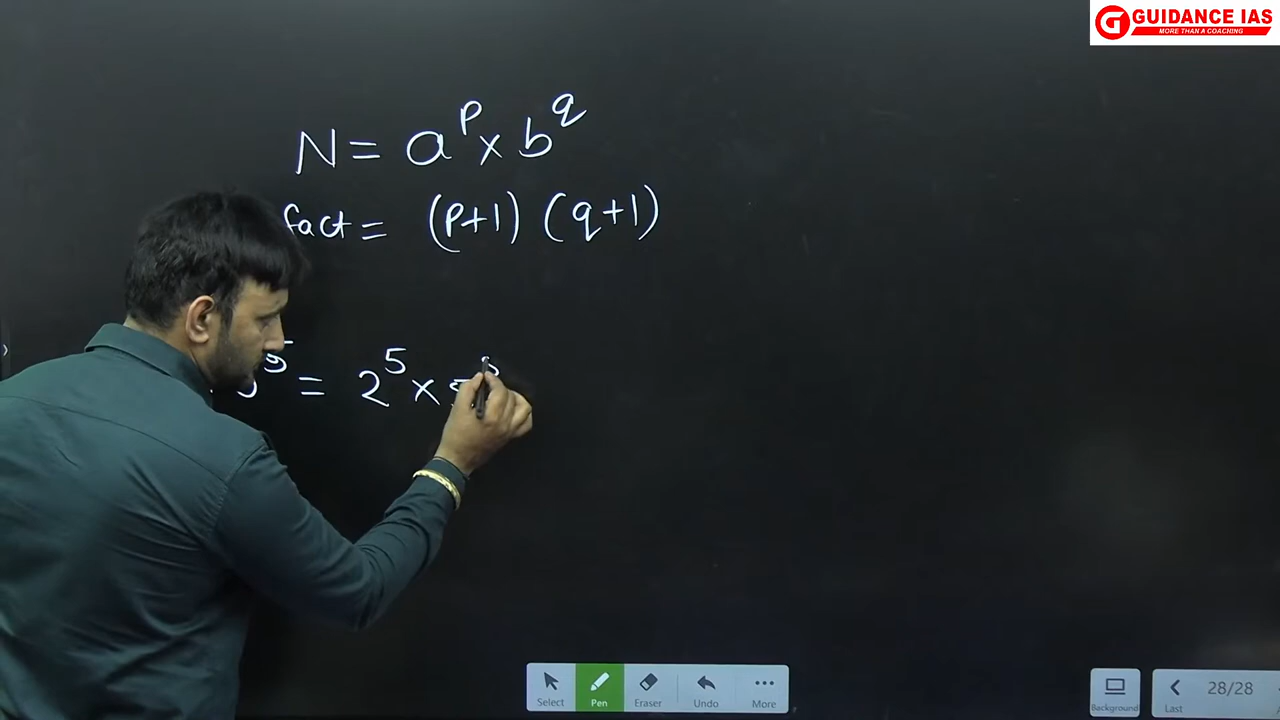 GUIDANCE IAS
MORE THAN A COACHING
N = a^p × b^q
fact = (p+1) (q+1)
= 2^5 ×
Select Pen Eraser Undo More
Background
Last 28/28